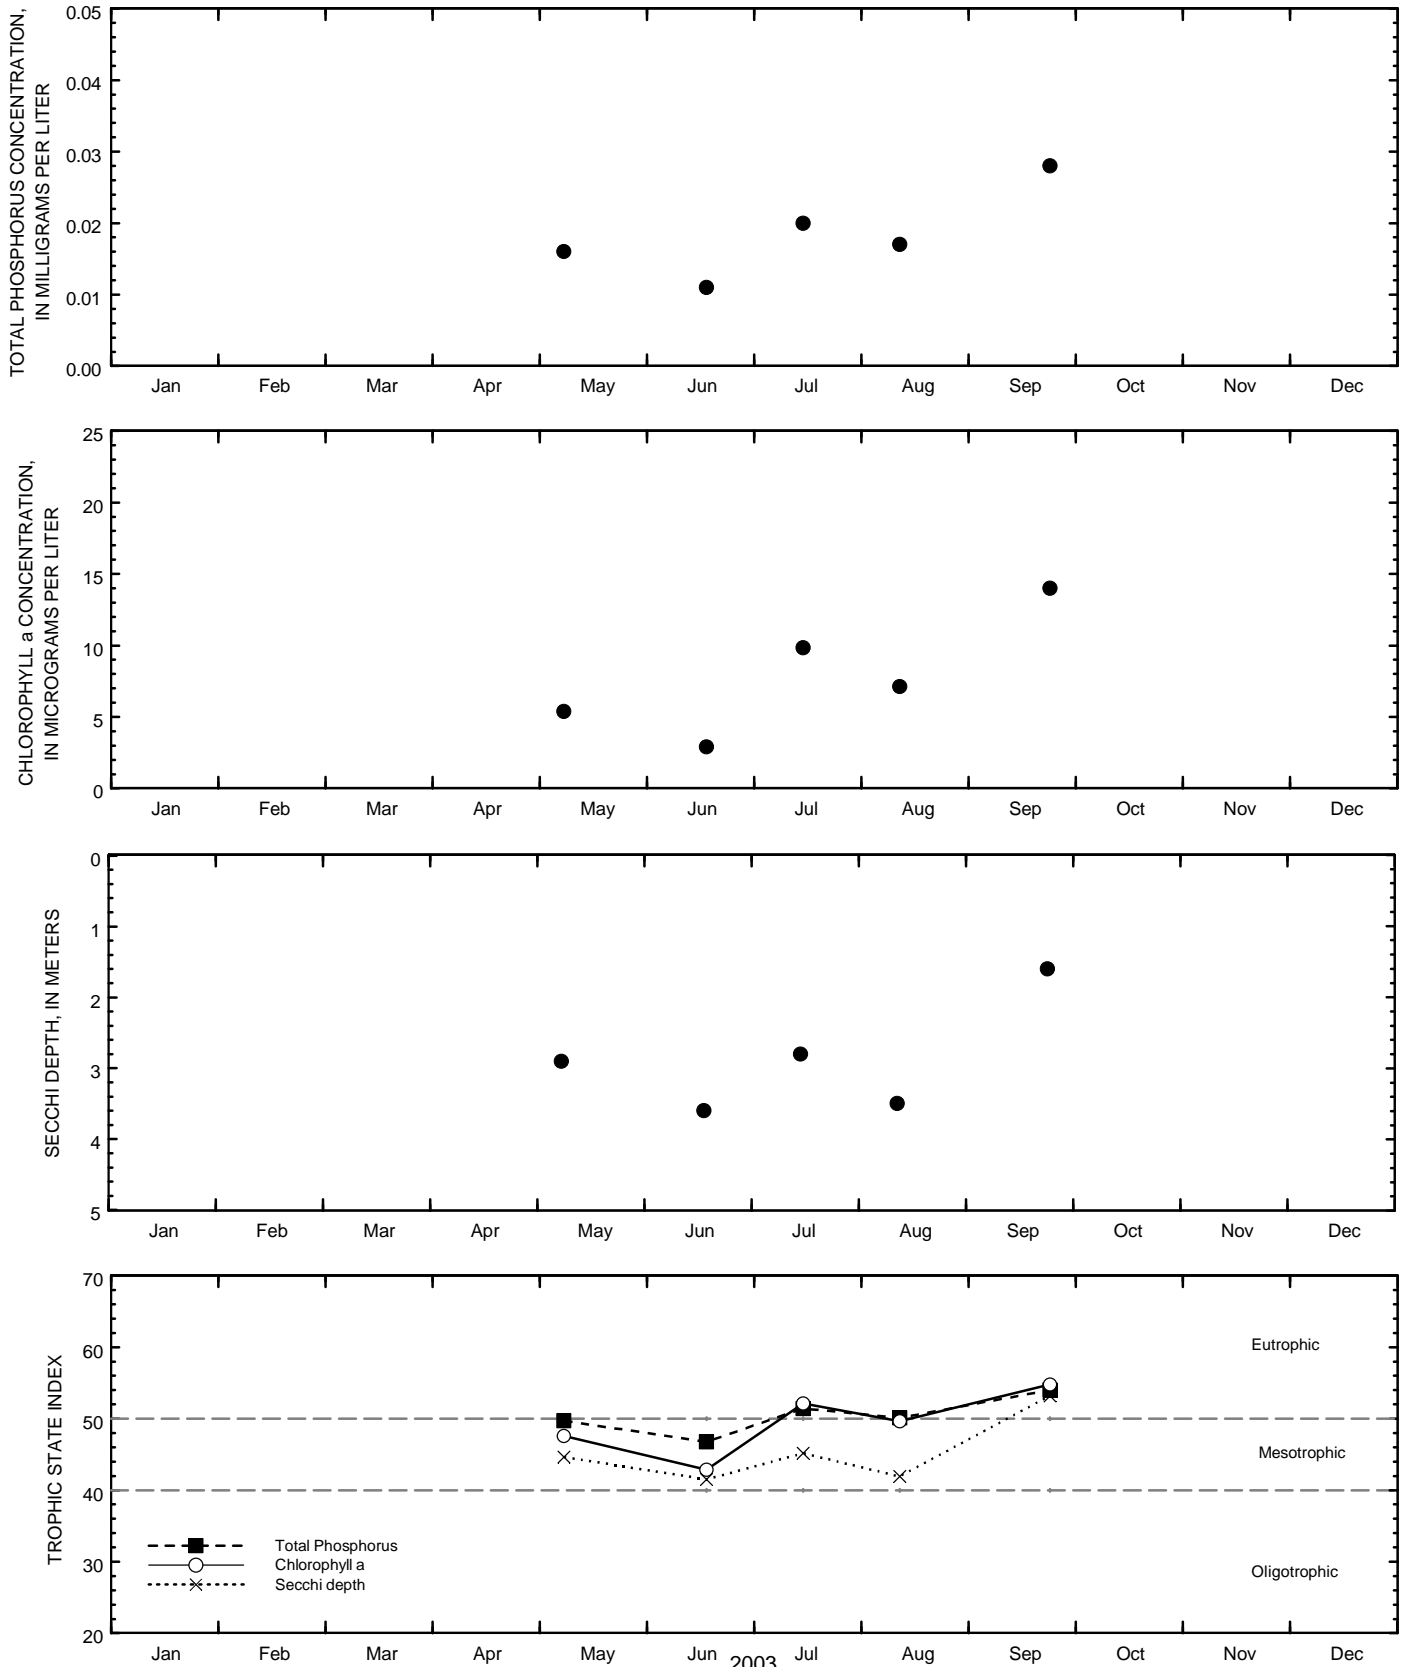 TOTAL PHOSPHORUS CONCENTRATION,
IN MILLIGRAMS PER LITER
0.05
0.04
0.03
0.02
0.01
0.00
Jan Feb Mar Apr May Jun Jul Aug Sep Oct Nov Dec
CHLOROPHYLL a CONCENTRATION,
IN MICROGRAMS PER LITER
25
20
15
10
5
0
Jan Feb Mar Apr May Jun Jul Aug Sep Oct Nov Dec
SECCHI DEPTH, IN METERS
0
1
2
3
4
5
Jan Feb Mar Apr May Jun Jul Aug Sep Oct Nov Dec
TROPHIC STATE INDEX
70
60
50
40
30
20
Eutrophic
Mesotrophic
Oligotrophic
Total Phosphorus
Chlorophyll a
Secchi depth
Jan Feb Mar Apr May Jun Jul Aug Sep Oct Nov Dec
2003